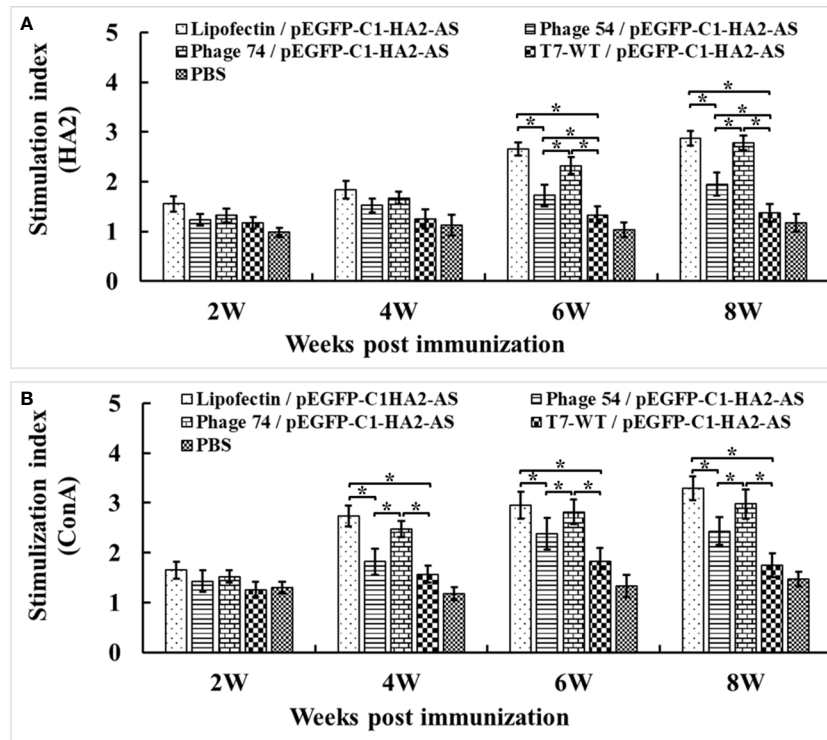 A
Lipofectin / pEGFP-C1-HA2-AS
Phage 54 / pEGFP-C1-HA2-AS
Phage 74 / pEGFP-C1-HA2-AS
T7-WT / pEGFP-C1-HA2-AS
PBS
Stimulation index
(HA2)
5
4
3
2
1
0
* * * * *
* * * * *
2W 4W 6W 8W
Weeks post immunization
B
Lipofectin / pEGFP-C1HA2-AS
Phage 54 / pEGFP-C1-HA2-AS
Phage 74 / pEGFP-C1-HA2-AS
T7-WT / pEGFP-C1-HA2-AS
PBS
Stimulization index
(ConA)
5
4
3
2
1
0
* * * *
* * * *
* * * *
2W 4W 6W 8W
Weeks post immunization